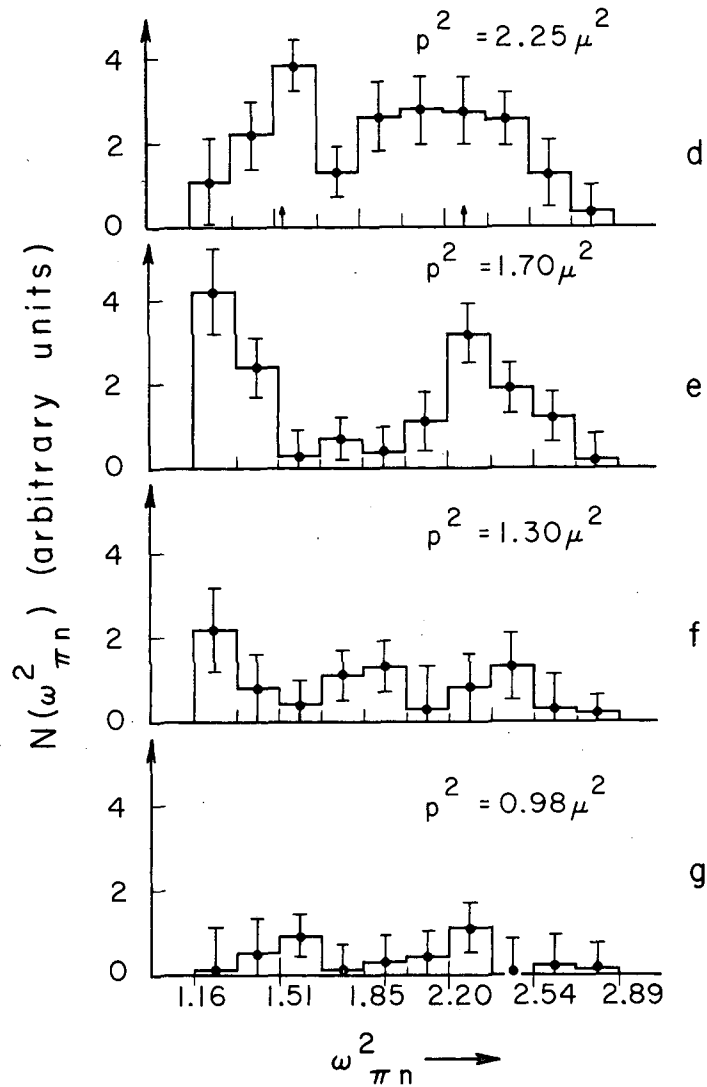 N(ω²πn) (arbitrary units)
p² = 2.25μ²
4
2
0
d
p² = 1.70μ²
4
2
0
e
p² = 1.30μ²
4
2
0
f
p² = 0.98μ²
4
2
0
g
1.16 1.51 1.85 2.20 2.54 2.89
ω²πn